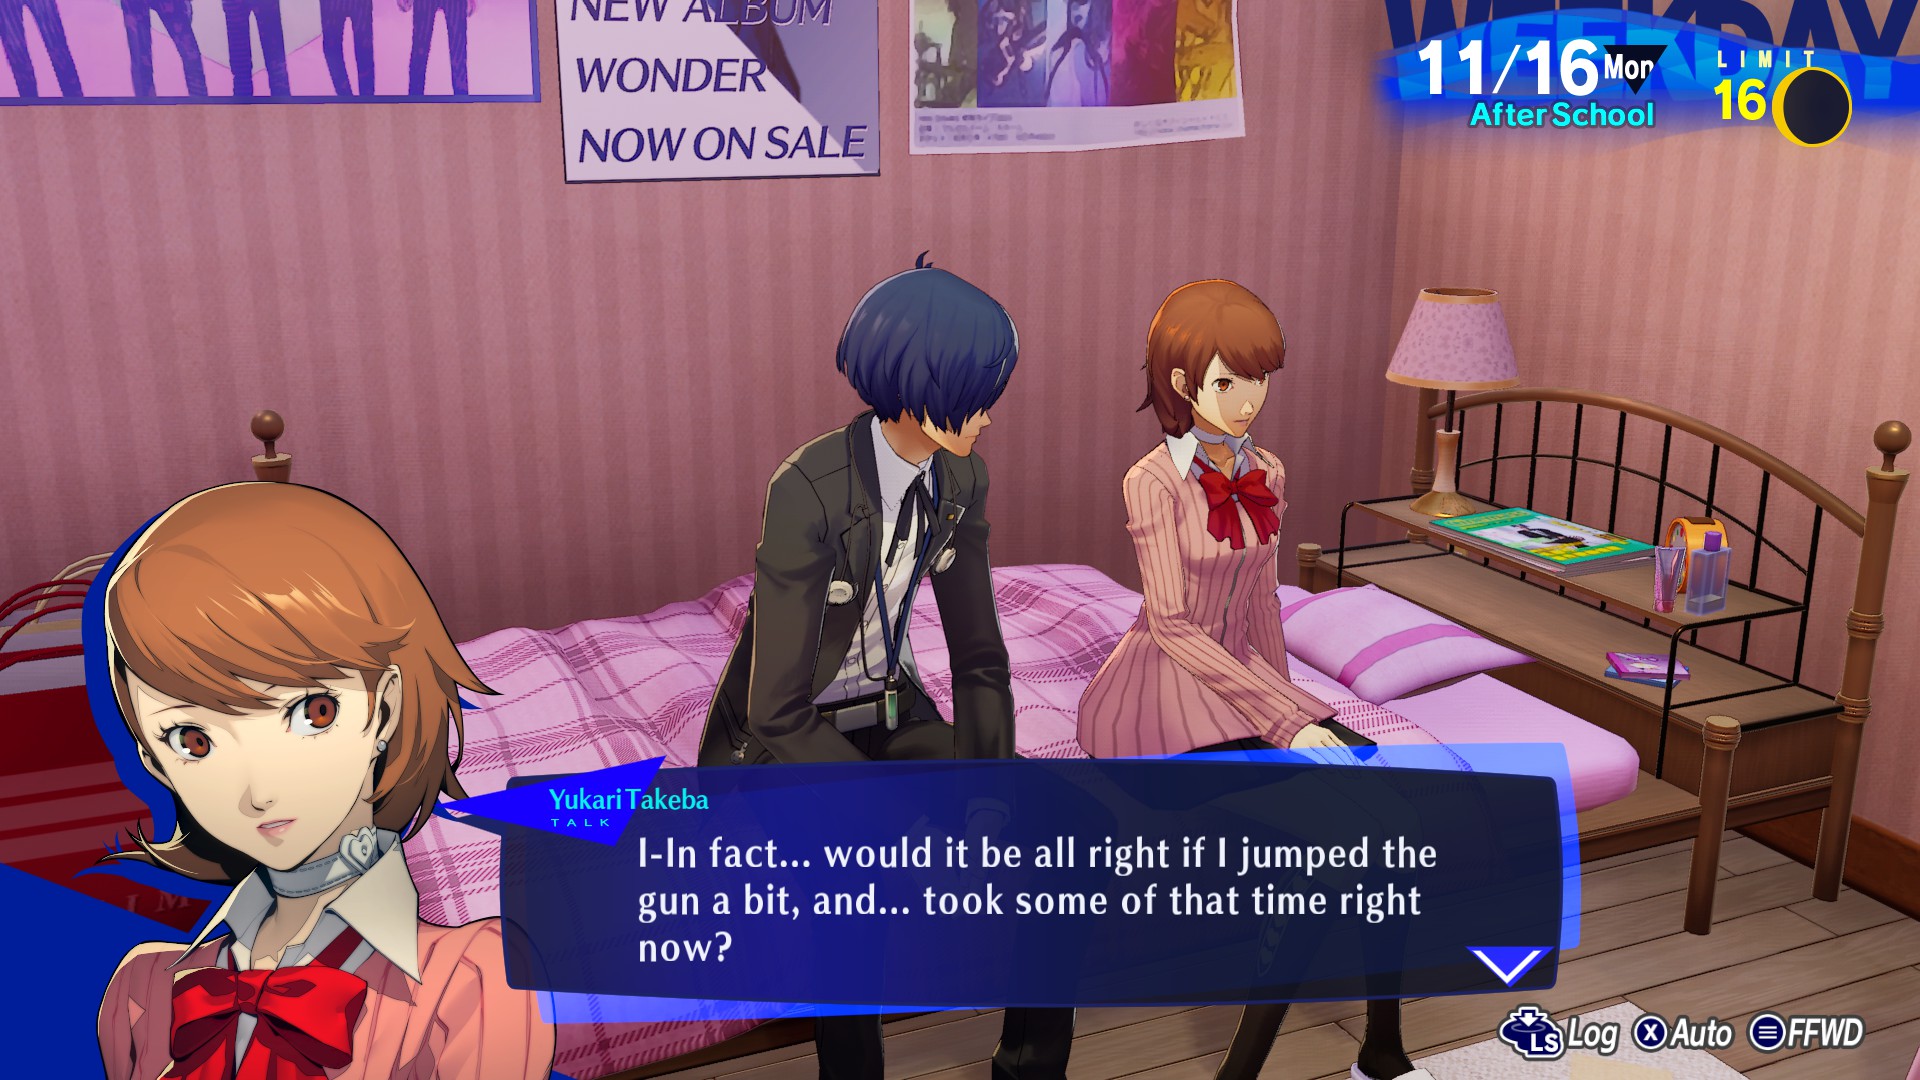 NEW ALBUM
WONDER
NOW ON SALE
WEEKDAY
11/16 Mon
After School
LIMIT
16
Yukari Takeba
TALK
I-In fact... would it be all right if I jumped the
gun a bit, and... took some of that time right
now?
LS Log X Auto FFWD